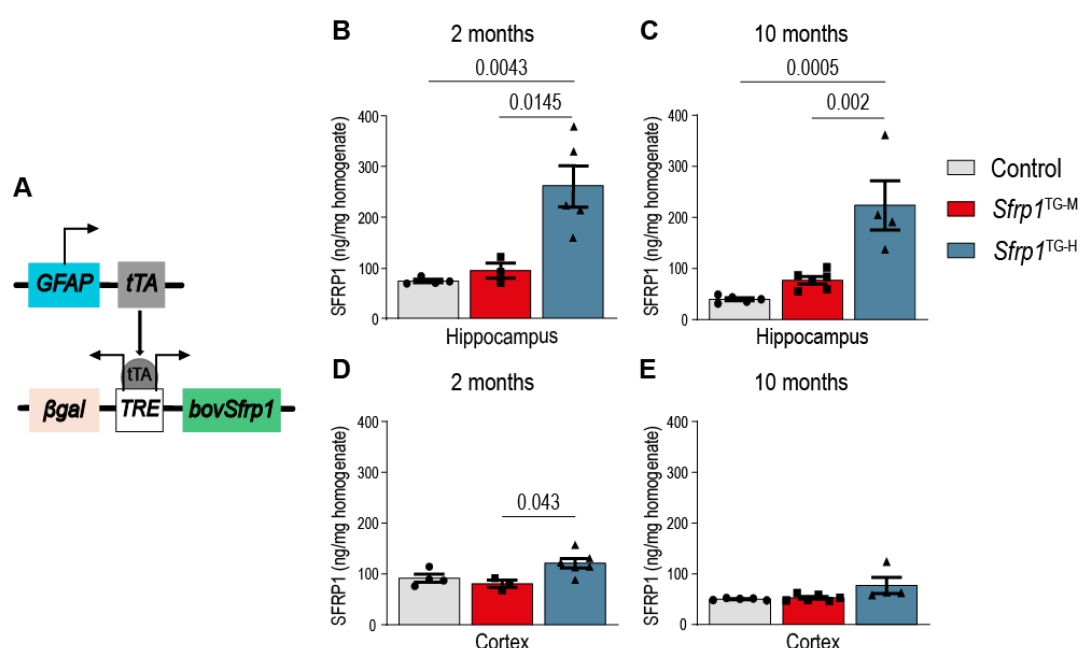 A
GFAP
tTA
tTA
βgal
TRE
bovSfrp1
B
2 months
0.0043
0.0145
SFRP1 (ng/mg homogenate)
400
300
200
100
0
Hippocampus
C
10 months
0.0005
0.002
SFRP1 (ng/mg homogenate)
400
300
200
100
0
Hippocampus
Control
Sfrp1TG-M
Sfrp1TG-H
D
2 months
0.043
SFRP1 (ng/mg homogenate)
400
300
200
100
0
Cortex
E
10 months
SFRP1 (ng/mg homogenate)
400
300
200
100
0
Cortex